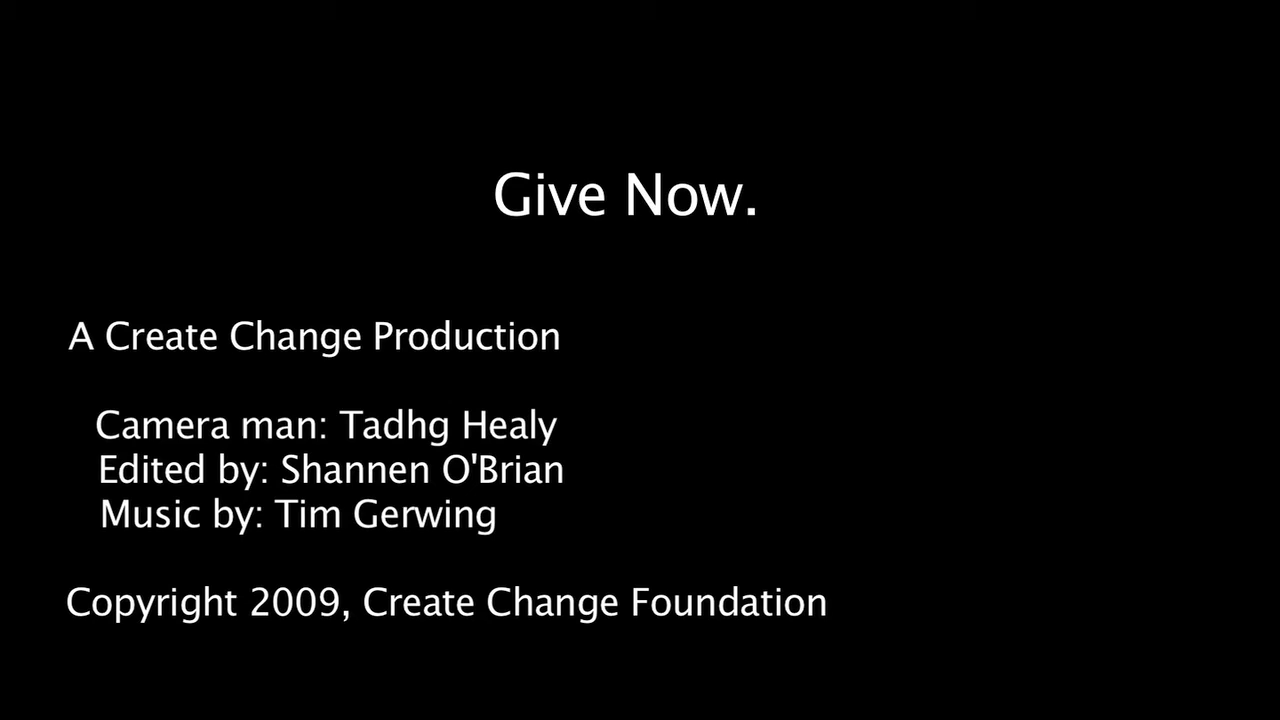 Give Now.
A Create Change Production
Camera man: Tadhg Healy
Edited by: Shannen O'Brian
Music by: Tim Gerwing
Copyright 2009, Create Change Foundation